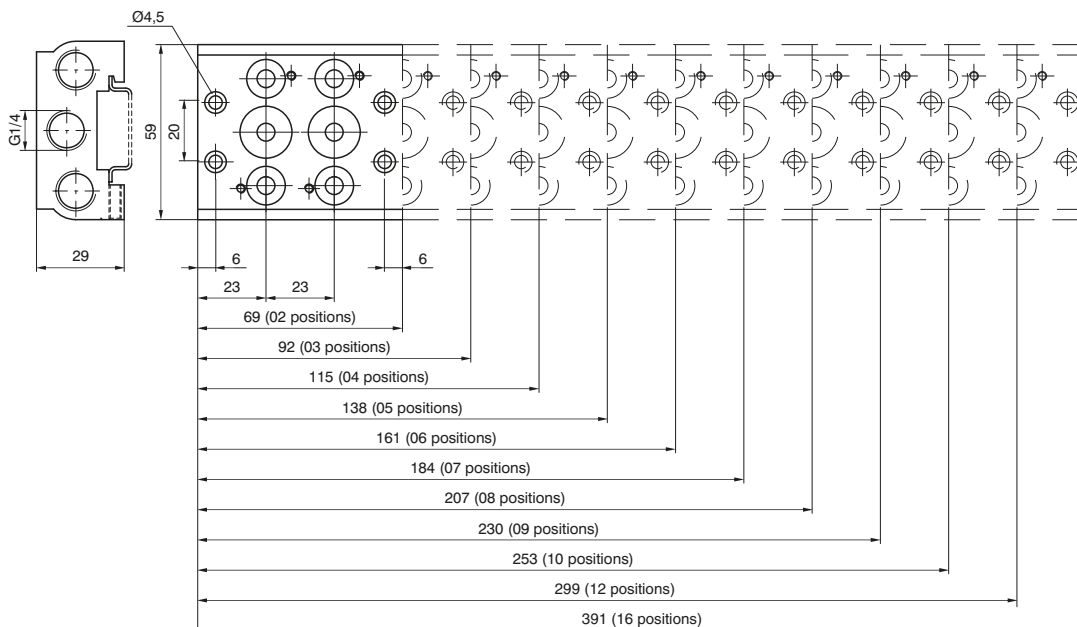 Ø4,5
G1/4
59
20
29
6
6
23
23
69 (02 positions)
92 (03 positions)
115 (04 positions)
138 (05 positions)
161 (06 positions)
184 (07 positions)
207 (08 positions)
230 (09 positions)
253 (10 positions)
299 (12 positions)
391 (16 positions)